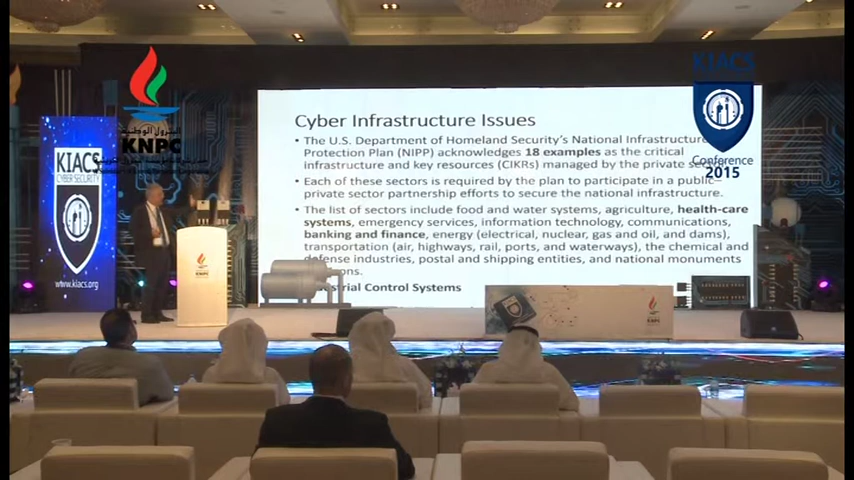 KIACS
Conference
2015
KNPC
KIACS
CYBER SECURITY
www.kiacs.org
KNPC
Cyber Infrastructure Issues
• The U.S. Department of Homeland Security's National Infrastructure
Protection Plan (NIPP) acknowledges 18 examples as the critical
infrastructure and key resources (CIKRs) managed by the private
• Each of these sectors is required by the plan to participate in a public-
private sector partnership efforts to secure the national infrastructure.
• The list of sectors include food and water systems, agriculture, health-care
systems, emergency services, information technology, communications,
banking and finance, energy (electrical, nuclear, gas and oil, and dams),
transportation (air, highways, rail, ports, and waterways), the chemical and
defense industries, postal and shipping entities, and national monuments
Control Systems
KNPC